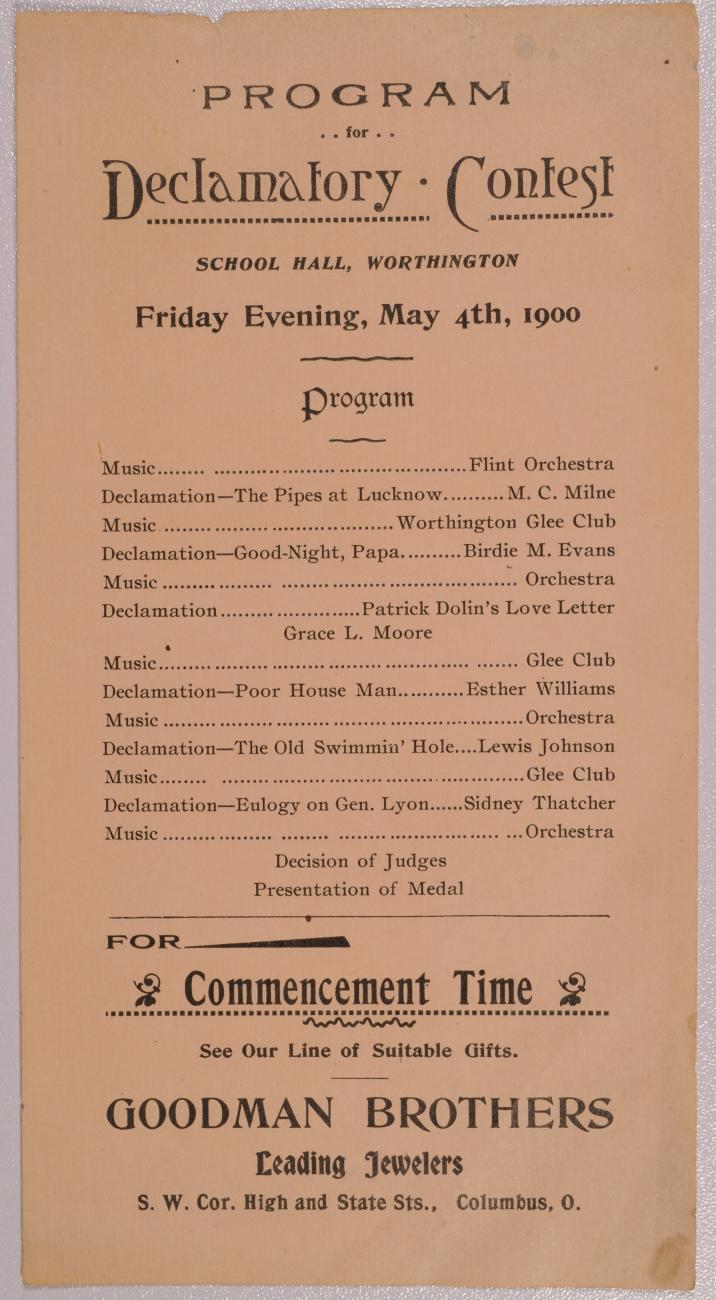 PROGRAM
. . for . .
Declamatory · Contest
SCHOOL HALL, WORTHINGTON
Friday Evening, May 4th, 1900
Program
Music........ ..........................................Flint Orchestra
Declamation—The Pipes at Lucknow..........M. C. Milne
Music .......................................Worthington Glee Club
Declamation—Good-Night, Papa..........Birdie M. Evans
Music ................... ......................................... Orchestra
Declamation........................Patrick Dolin's Love Letter
Grace L. Moore
Music...................................................... ....... Glee Club
Declamation—Poor House Man...........Esther Williams
Music ..............................................................Orchestra
Declamation—The Old Swimmin' Hole....Lewis Johnson
Music........ ....................................................Glee Club
Declamation—Eulogy on Gen. Lyon......Sidney Thatcher
Music ................... ........ ............................ ...Orchestra
Decision of Judges
Presentation of Medal
FOR
Commencement Time
See Our Line of Suitable Gifts.
GOODMAN BROTHERS
Leading Jewelers
S. W. Cor. High and State Sts., Columbus, O.